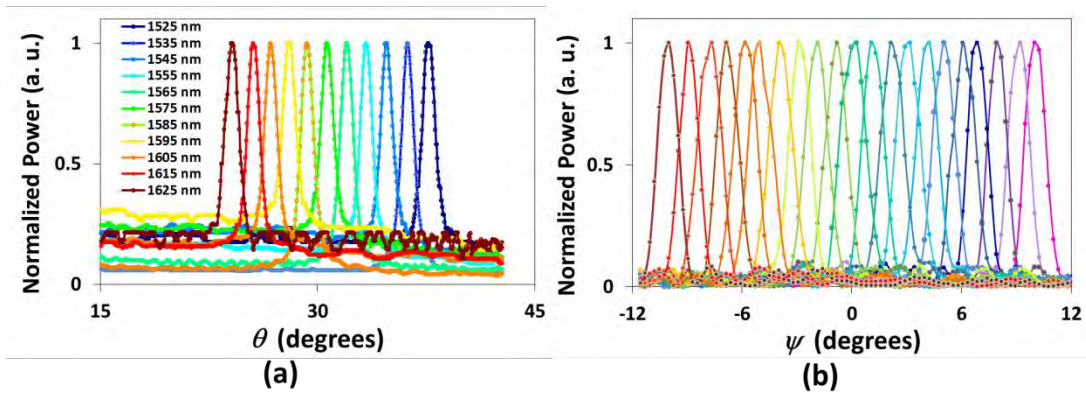 Normalized Power (a. u.)
1
0.5
0
1525 nm
1535 nm
1545 nm
1555 nm
1565 nm
1575 nm
1585 nm
1595 nm
1605 nm
1615 nm
1625 nm
15
30
45
θ (degrees)
(a)
Normalized Power (a. u.)
1
0.5
0
-12
-6
0
6
12
ψ (degrees)
(b)